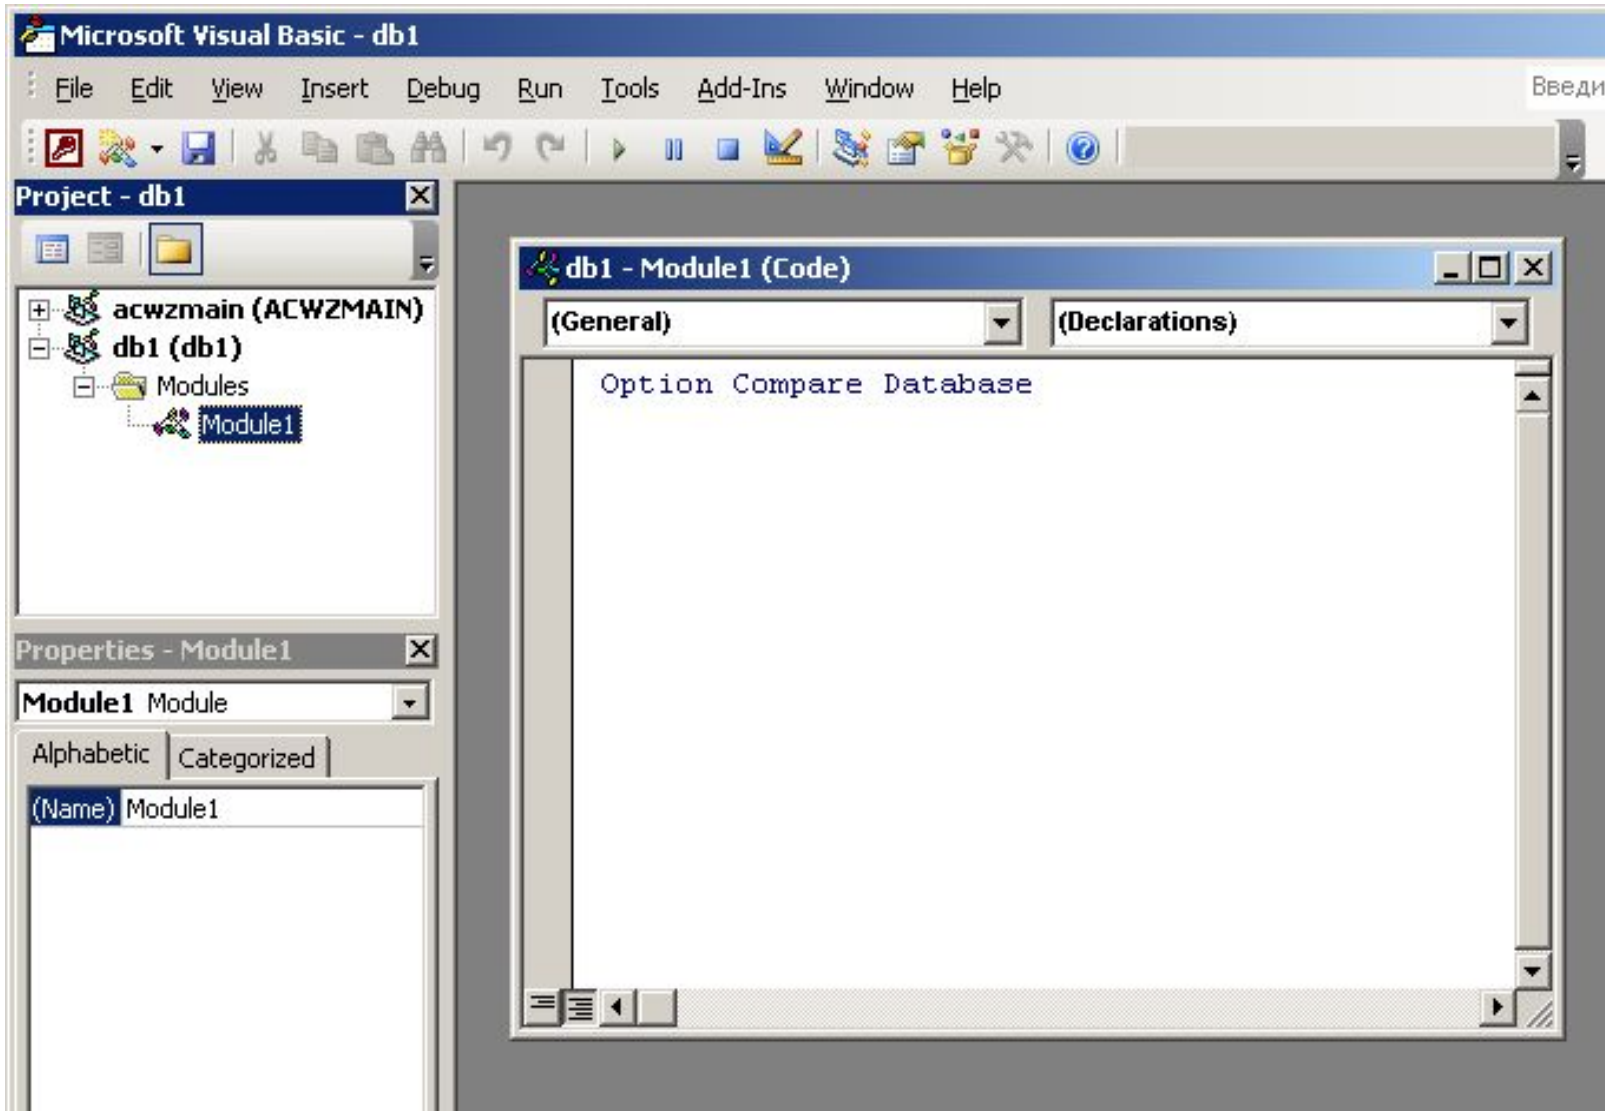 Microsoft Visual Basic - db1
File Edit View Insert Debug Run Tools Add-Ins Window Help
Введи
Project - db1
acwzmain (ACWZMAIN)
db1 (db1)
Modules
Module1
Properties - Module1
Module1 Module
Alphabetic Categorized
(Name) Module1
db1 - Module1 (Code)
(General) (Declarations)
Option Compare Database